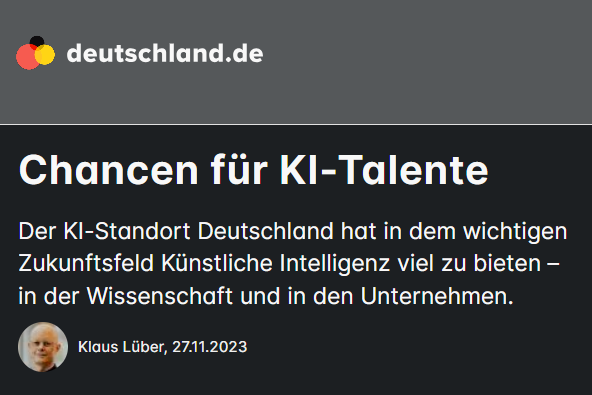 deutschland.de
Chancen für KI-Talente
Der KI-Standort Deutschland hat in dem wichtigen
Zukunftsfeld Künstliche Intelligenz viel zu bieten –
in der Wissenschaft und in den Unternehmen.
Klaus Lüber, 27.11.2023